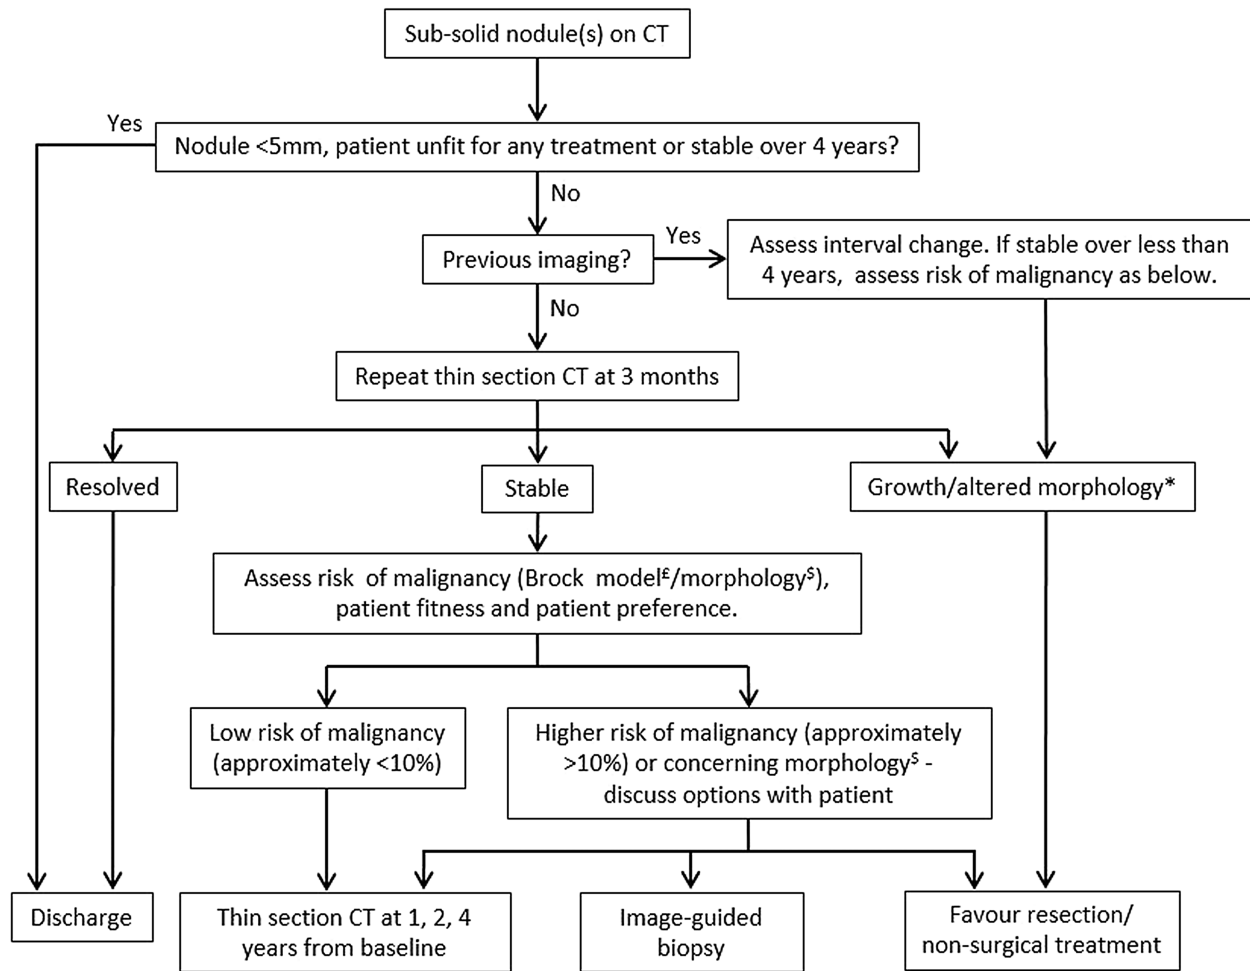 Sub-solid nodule(s) on CT
Yes
Nodule <5mm, patient unfit for any treatment or stable over 4 years?
No
Previous imaging?
Yes
Assess interval change. If stable over less than
4 years, assess risk of malignancy as below.
No
Repeat thin section CT at 3 months
Resolved
Stable
Growth/altered morphology*
Assess risk of malignancy (Brock model£/morphology$),
patient fitness and patient preference.
Low risk of malignancy
(approximately <10%)
Higher risk of malignancy (approximately
>10%) or concerning morphology$ -
discuss options with patient
Discharge
Thin section CT at 1, 2, 4
years from baseline
Image-guided
biopsy
Favour resection/
non-surgical treatment